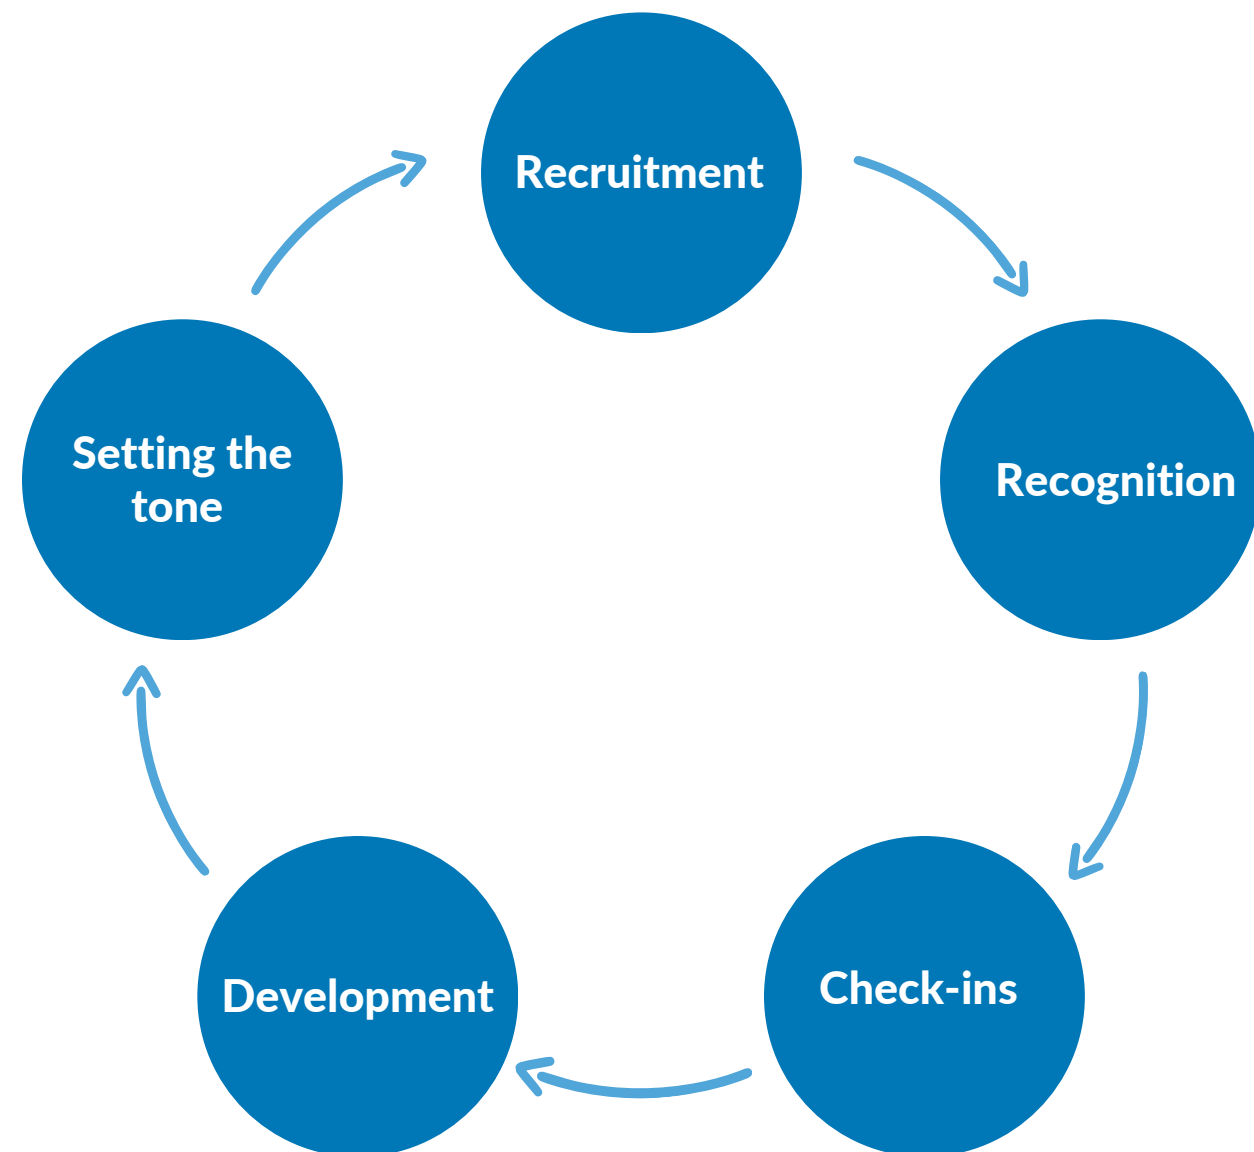 Recruitment
Recognition
Check-ins
Development
Setting the
tone